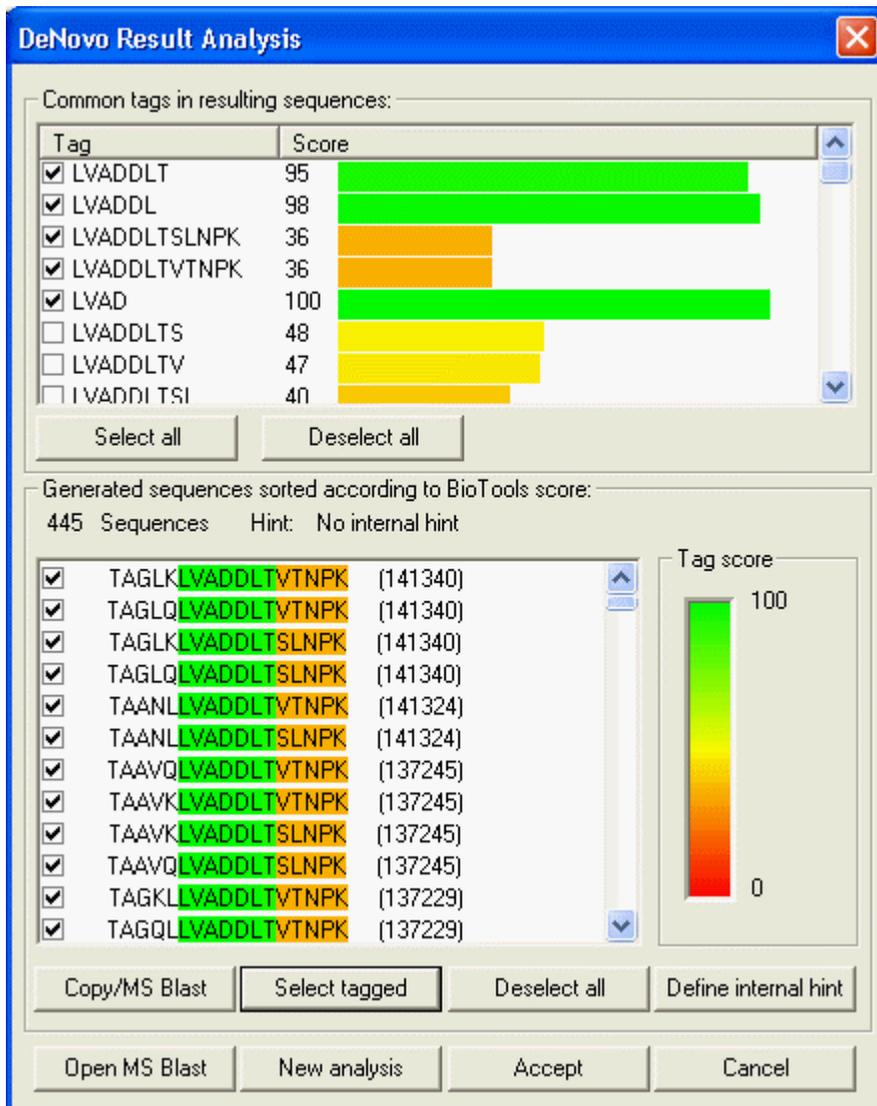 DeNovo Result Analysis
Common tags in resulting sequences:
Tag Score
LVADDLT 95
LVADDL 98
LVADDLTSLNPK 36
LVADDLTVTNPK 36
LVAD 100
LVADDLTS 48
LVADDLTV 47
LVADDLTSL 40
Select all Deselect all
Generated sequences sorted according to BioTools score:
445 Sequences Hint: No internal hint
Tag score
100
0
TAGLKLVADDLTVTNPK (141340)
TAGLQLVADDLTVTNPK (141340)
TAGLKLVADDLTSLNPK (141340)
TAGLQLVADDLTSLNPK (141340)
TAANLLVADDLTVTNPK (141324)
TAANLLVADDLTSLNPK (141324)
TAAVQLVADDLTVTNPK (137245)
TAAVKLVADDLTVTNPK (137245)
TAAVKLVADDLTSLNPK (137245)
TAAVQLVADDLTSLNPK (137245)
TAGKLLVADDLTVTNPK (137229)
TAGQLLVADDLTVTNPK (137229)
Copy/MS Blast Select tagged Deselect all Define internal hint
Open MS Blast New analysis Accept Cancel